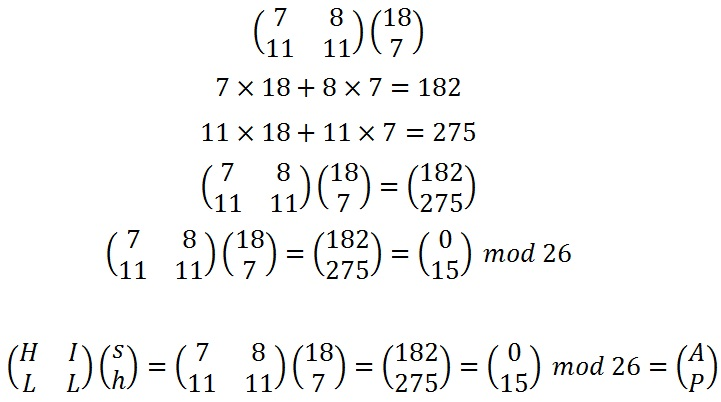 (7 8
11 11)(18
7)
7 × 18 + 8 × 7 = 182
11 × 18 + 11 × 7 = 275
(7 8
11 11)(18
7) = (182
275)
(7 8
11 11)(18
7) = (182
275) = (0
15) mod 26
(H I
L L)(s
h) = (7 8
11 11)(18
7) = (182
275) = (0
15) mod 26 = (A
P)